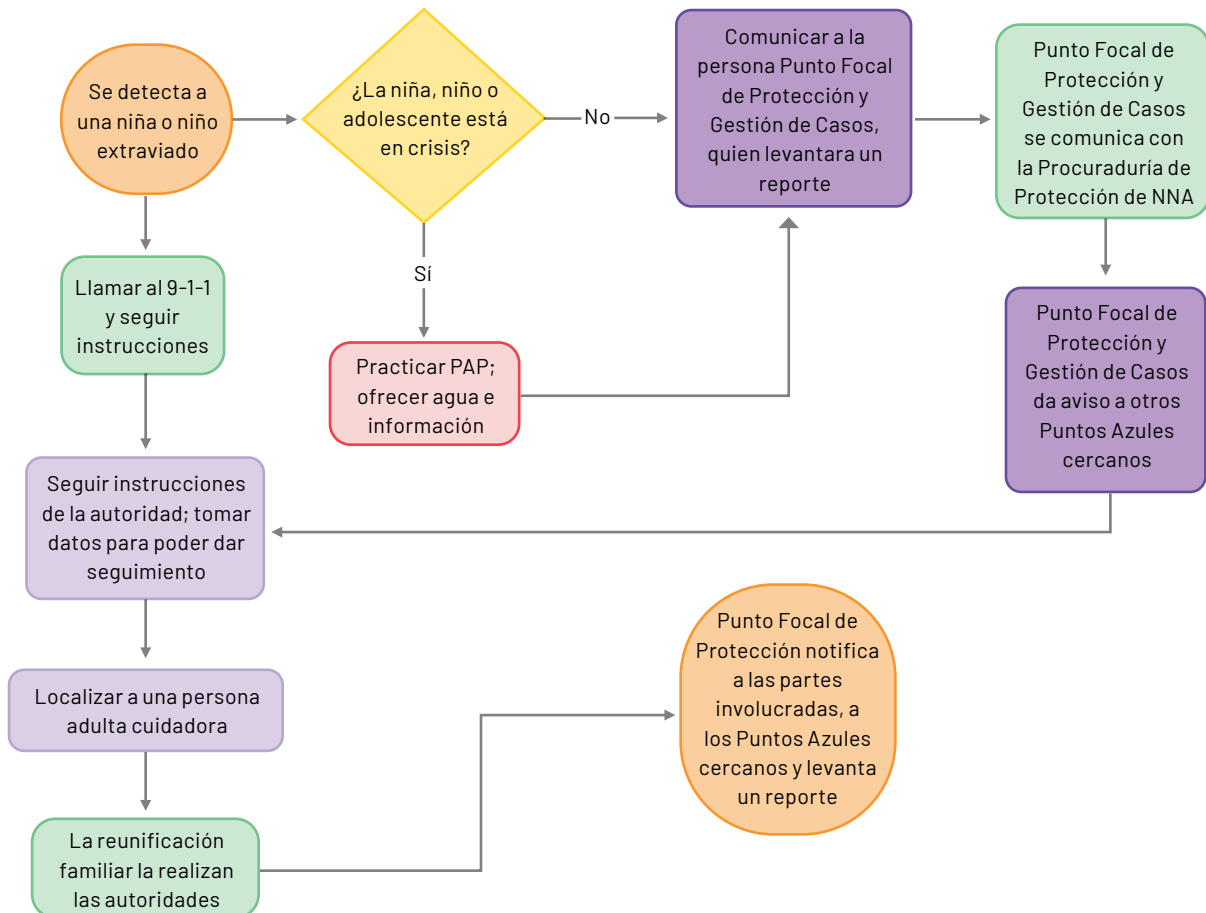 Se detecta a
una niña o niño
extraviado
¿La niña, niño o
adolescente está
en crisis?
No
Comunicar a la
persona Punto Focal
de Protección y
Gestión de Casos,
quien levantara un
reporte
Punto Focal de
Protección y
Gestión de Casos
se comunica con
la Procuraduría de
Protección de NNA
Sí
Llamar al 9-1-1
y seguir
instrucciones
Practicar PAP;
ofrecer agua e
información
Punto Focal de
Protección y
Gestión de Casos
da aviso a otros
Puntos Azules
cercanos
Seguir instrucciones
de la autoridad; tomar
datos para poder dar
seguimiento
Localizar a una persona
adulta cuidadora
La reunificación
familiar la realizan
las autoridades
Punto Focal de
Protección notifica
a las partes
involucradas, a
los Puntos Azules
cercanos y levanta
un reporte